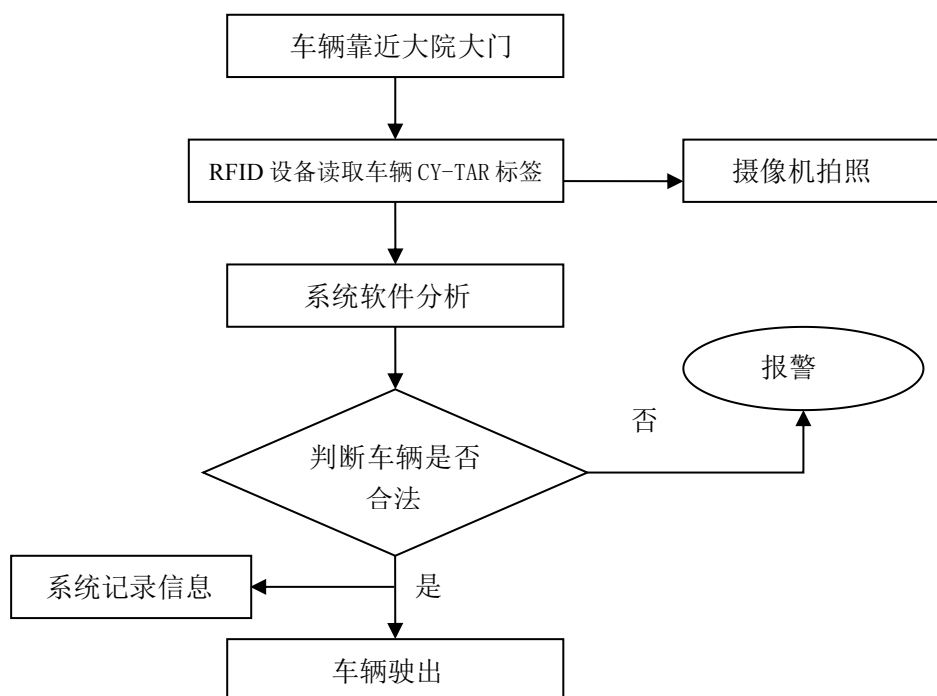 车辆靠近大院大门
RFID 设备读取车辆 CY-TAR 标签
摄像机拍照
系统软件分析
报警
否
判断车辆是否
合法
系统记录信息
是
车辆驶出